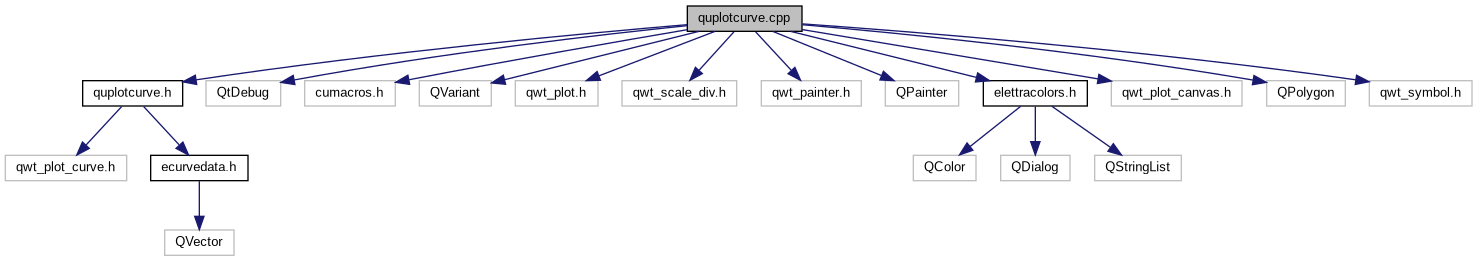 quplotcurve.cpp
quplotcurve.h
QtDebug
cumacros.h
QVariant
qwt_plot.h
qwt_scale_div.h
qwt_painter.h
QPainter
elettracolors.h
qwt_plot_canvas.h
QPolygon
qwt_symbol.h
qwt_plot_curve.h
ecurvedata.h
QColor
QDialog
QStringList
QVector